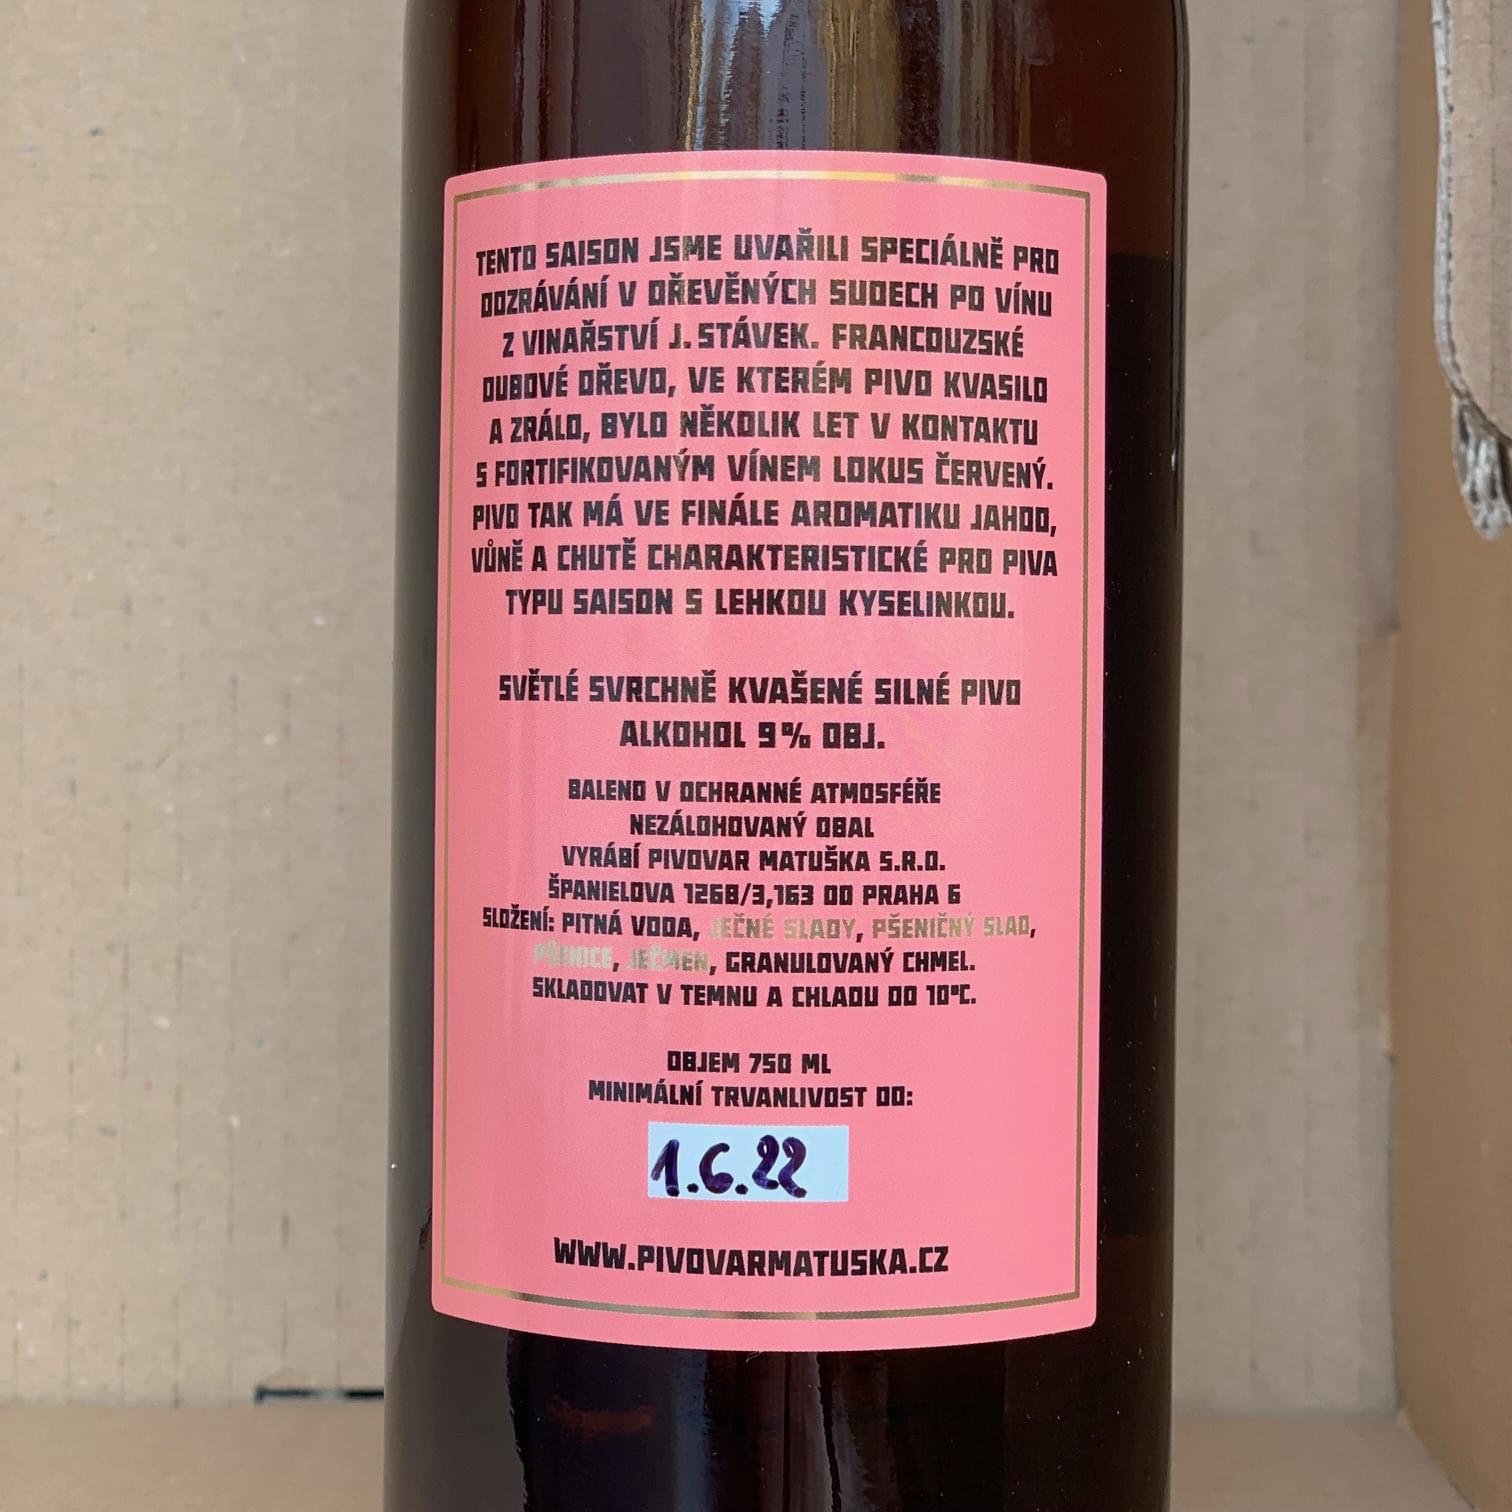 TENTO SAISON JSME UVAŘILI SPECIÁLNĚ PRO
DOZRÁVÁNÍ V DŘEVĚNÝCH SUDECH PO VÍNU
Z VINAŘSTVÍ J. STÁVEK. FRANCOUZSKÉ
DUBOVÉ DŘEVO, VE KTERÉM PIVO KVASILO
A ZRÁLO, BYLO NĚKOLIK LET V KONTAKTU
S FORTIFIKOVANÝM VÍNEM LOKUS ČERVENÝ.
PIVO TAK MÁ VE FINÁLE AROMATIKU JAHOD,
VŮNĚ A CHUTĚ CHARAKTERISTICKÉ PRO PIVA
TYPU SAISON S LEHKOU KYSELINKOU.
SVĚTLÉ SVRCHNĚ KVAŠENÉ SILNÉ PIVO
ALKOHOL 9% OBJ.
BALENO V OCHRANNÉ ATMOSFÉŘE
NEZÁLOHOVANÝ OBAL
VYRÁBÍ PIVOVAR MATUŠKA S.R.O.
ŠPANIELOVA 1268/3,163 00 PRAHA 6
SLOŽENÍ: PITNÁ VODA, JEČNÉ SLADY, PŠENIČNÝ SLAD,
PŠENICE, JEČMEN, GRANULOVANÝ CHMEL.
SKLADOVAT V TEMNU A CHLADU DO 10°C.
OBJEM 750 ML
MINIMÁLNÍ TRVANLIVOST DO:
1.6.22
WWW.PIVOVARMATUSKA.CZ